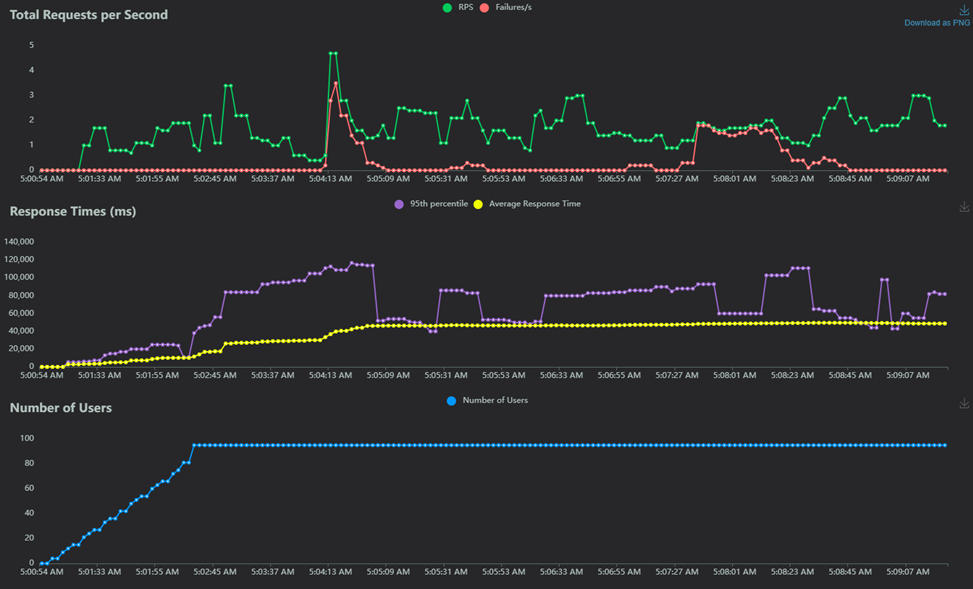 Total Requests per Second
RPS Failures/s
Download as PNG
5
4
3
2
1
0
5:00:54 AM 5:01:33 AM 5:01:55 AM 5:02:45 AM 5:03:37 AM 5:04:13 AM 5:05:09 AM 5:05:31 AM 5:05:53 AM 5:06:33 AM 5:06:55 AM 5:07:27 AM 5:08:01 AM 5:08:23 AM 5:08:45 AM 5:09:07 AM
Response Times (ms)
95th percentile Average Response Time
140,000
120,000
100,000
80,000
60,000
40,000
20,000
0
5:00:54 AM 5:01:33 AM 5:01:55 AM 5:02:45 AM 5:03:37 AM 5:04:13 AM 5:05:09 AM 5:05:31 AM 5:05:53 AM 5:06:33 AM 5:06:55 AM 5:07:27 AM 5:08:01 AM 5:08:23 AM 5:08:45 AM 5:09:07 AM
Number of Users
Number of Users
100
80
60
40
20
0
5:00:54 AM 5:01:33 AM 5:01:55 AM 5:02:45 AM 5:03:37 AM 5:04:13 AM 5:05:09 AM 5:05:31 AM 5:05:53 AM 5:06:33 AM 5:06:55 AM 5:07:27 AM 5:08:01 AM 5:08:23 AM 5:08:45 AM 5:09:07 AM